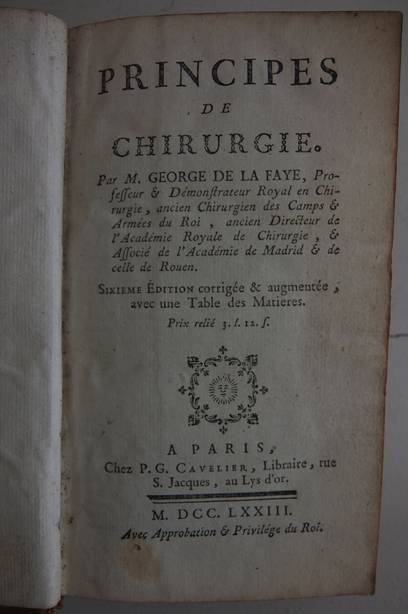 PRINCIPES
DE
CHIRURGIE.
Par M. GEORGE DE LA FAYE, Pro-
fesseur & Démonstrateur Royal en Chi-
rurgie, ancien Chirurgien des Camps &
Armées du Roi, ancien Directeur de
l'Académie Royale de Chirurgie, &
Associé de l'Académie de Madrid & de
celle de Rouen.
SIXIEME ÉDITION corrigée & augmentée,
avec une Table des Matieres.
Prix relié 3. l. 12. s.
A PARIS,
Chez P. G. CAVELIER, Libraire, rue
S. Jacques, au Lys d'or.
M. DCC. LXXIII.
Avec Approbation & Privilége du Roi.